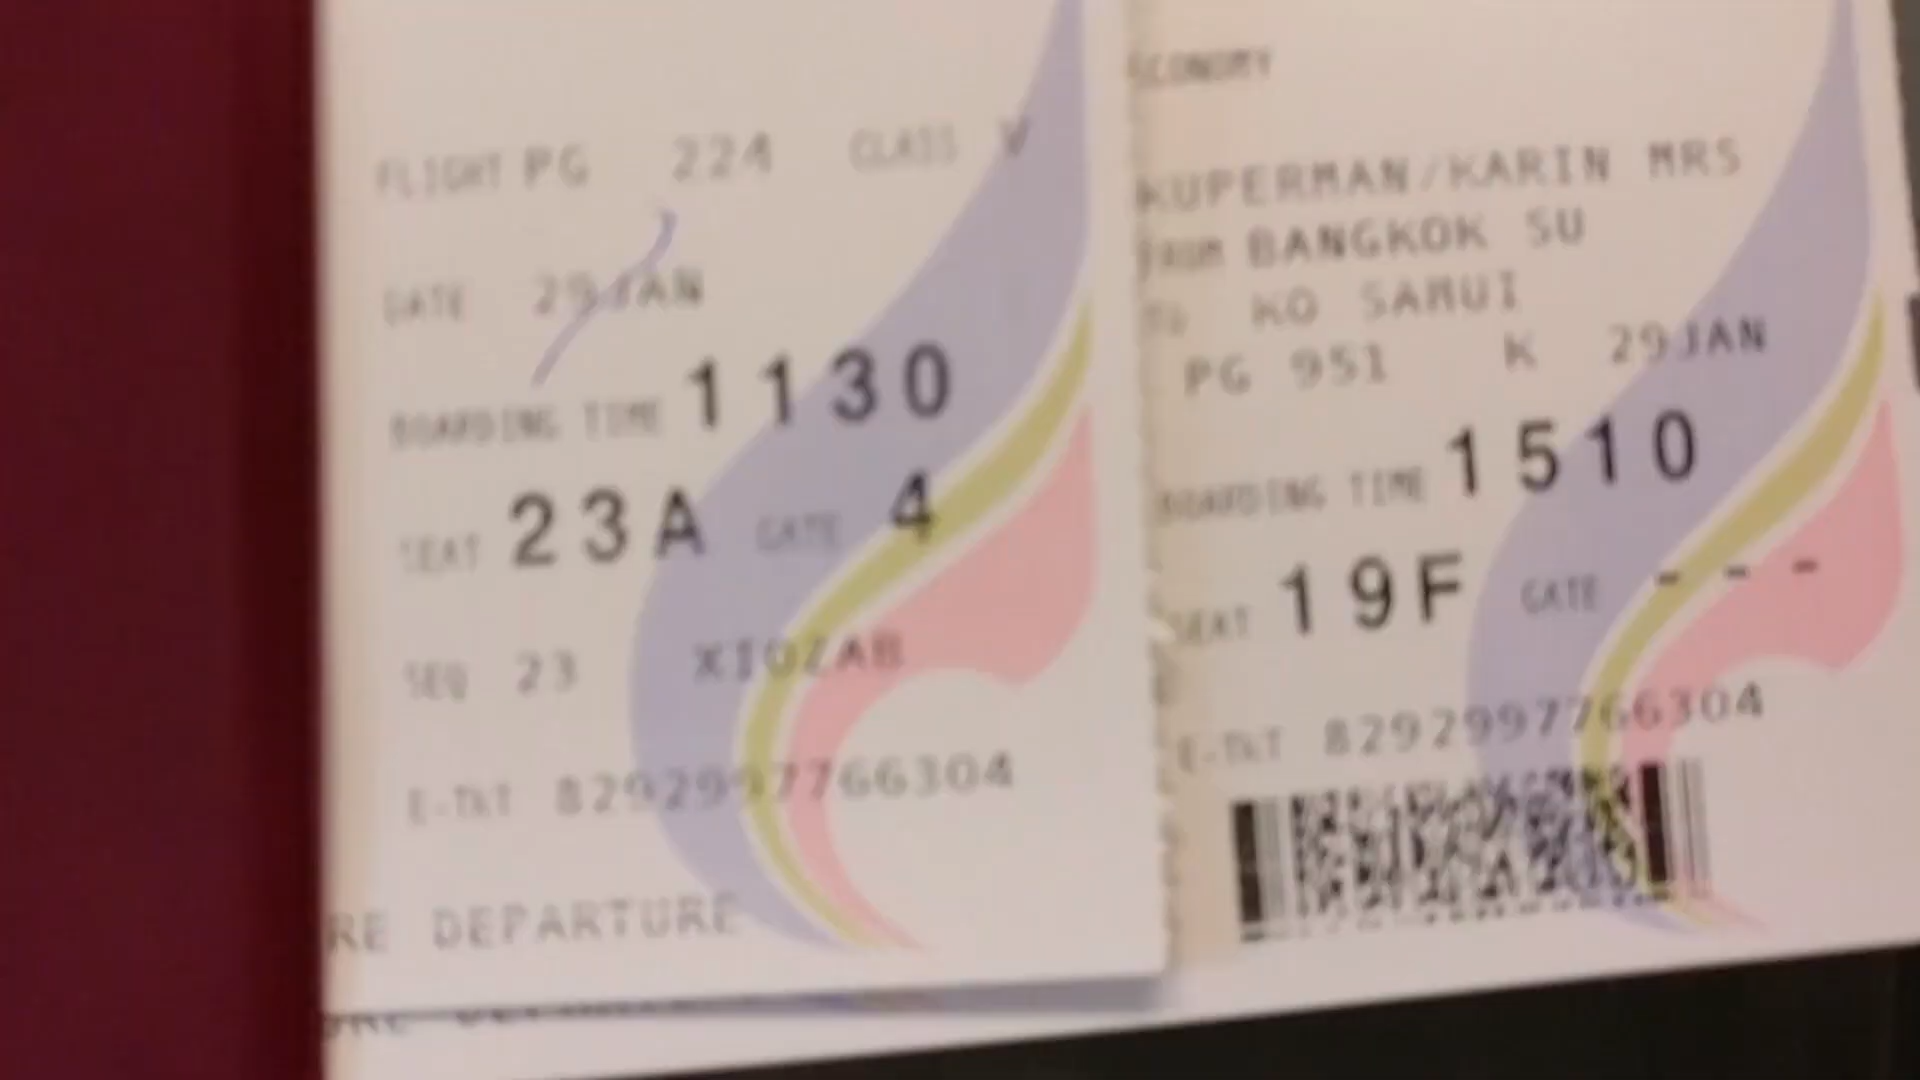 FLIGHT PG 224 CLASS V
DATE 29JAN
BOARDING TIME 1130
SEAT 23A GATE 4
SEQ 23
E-TKT 8292997766304
RE DEPARTURE
ECONOMY
KUPERMAN/KARIN MRS
FROM BANGKOK SU
TO KO SAMUI
PG 951 K 29JAN
BOARDING TIME 1510
SEAT 19F GATE ---
E-TKT 8292997766304